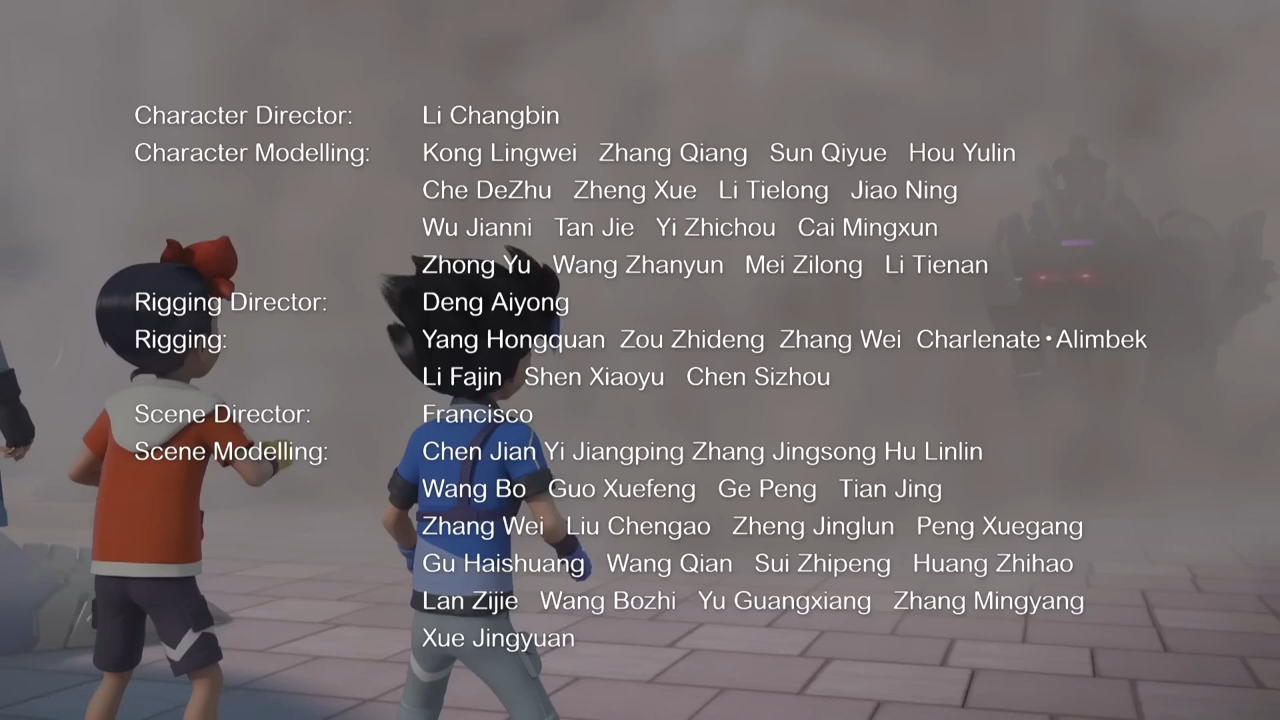 Character Director: Li Changbin
Character Modelling: Kong Lingwei Zhang Qiang Sun Qiyue Hou Yulin
Che DeZhu Zheng Xue Li Tielong Jiao Ning
Wu Jianni Tan Jie Yi Zhichou Cai Mingxun
Zhong Yu Wang Zhanyun Mei Zilong Li Tienan
Rigging Director: Deng Aiyong
Rigging: Yang Hongquan Zou Zhideng Zhang Wei Charlenate•Alimbek
Li Fajin Shen Xiaoyu Chen Sizhou
Scene Director: Francisco
Scene Modelling: Chen Jian Yi Jiangping Zhang Jingsong Hu Linlin
Wang Bo Guo Xuefeng Ge Peng Tian Jing
Zhang Wei Liu Chengao Zheng Jinglun Peng Xuegang
Gu Haishuang Wang Qian Sui Zhipeng Huang Zhihao
Lan Zijie Wang Bozhi Yu Guangxiang Zhang Mingyang
Xue Jingyuan